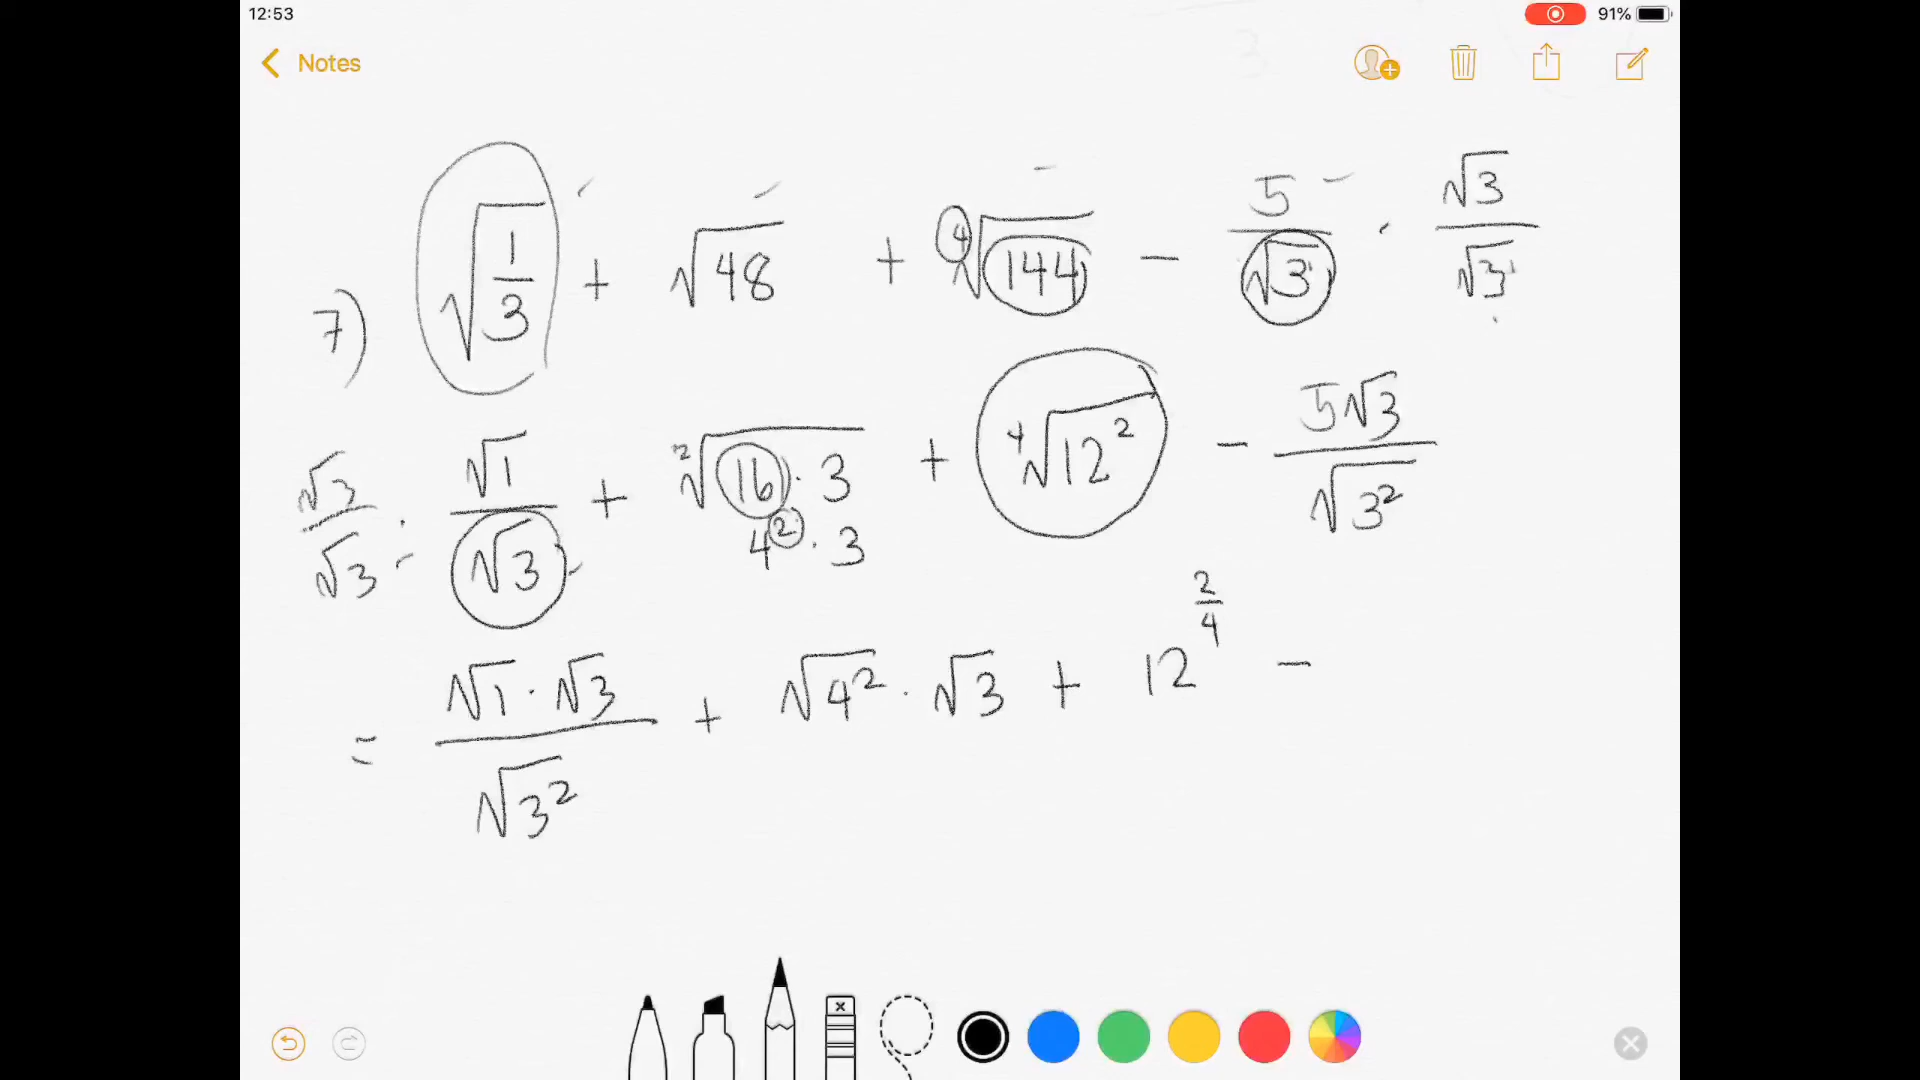 12:53 91%
Notes
7) √(1/3) + √48 + ⁴√144 − 5/√3 · √3/√3
√3/√3 · √1/√3 + ²√(16 · 3) + ⁴√(12²) − 5√3/√(3²)
4² · 3
= (√1 · √3)/√(3²) + √(4²) · √3 + 12^(2/4) −